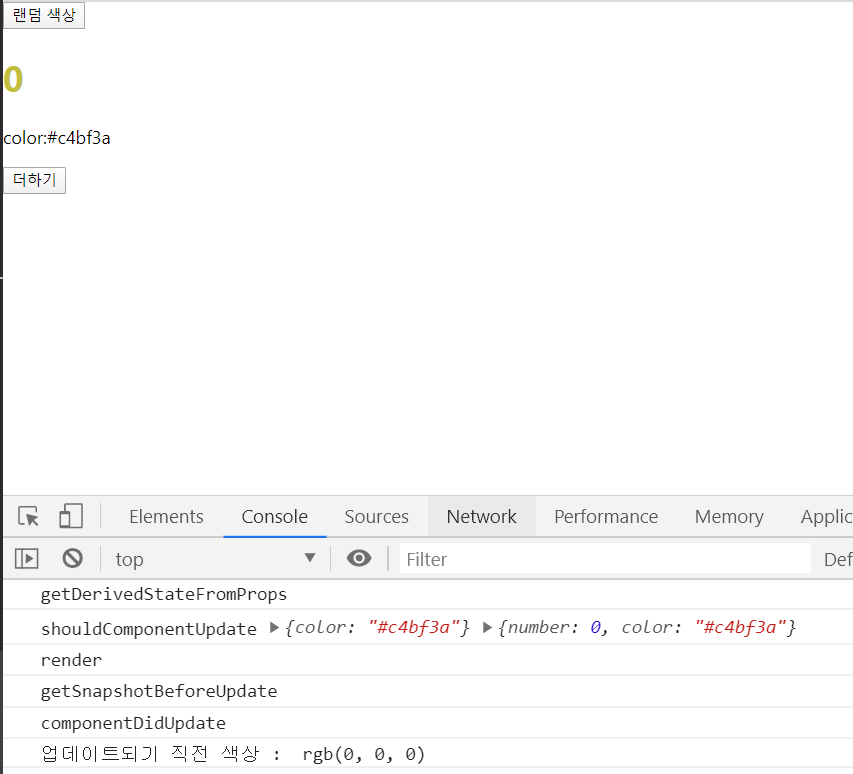 랜덤 색상
0
color:#c4bf3a
더하기
Elements Console Sources Network Performance Memory Applic
top Filter Def
getDerivedStateFromProps
shouldComponentUpdate ▶{color: "#c4bf3a"} ▶{number: 0, color: "#c4bf3a"}
render
getSnapshotBeforeUpdate
componentDidUpdate
업데이트되기 직전 색상 : rgb(0, 0, 0)